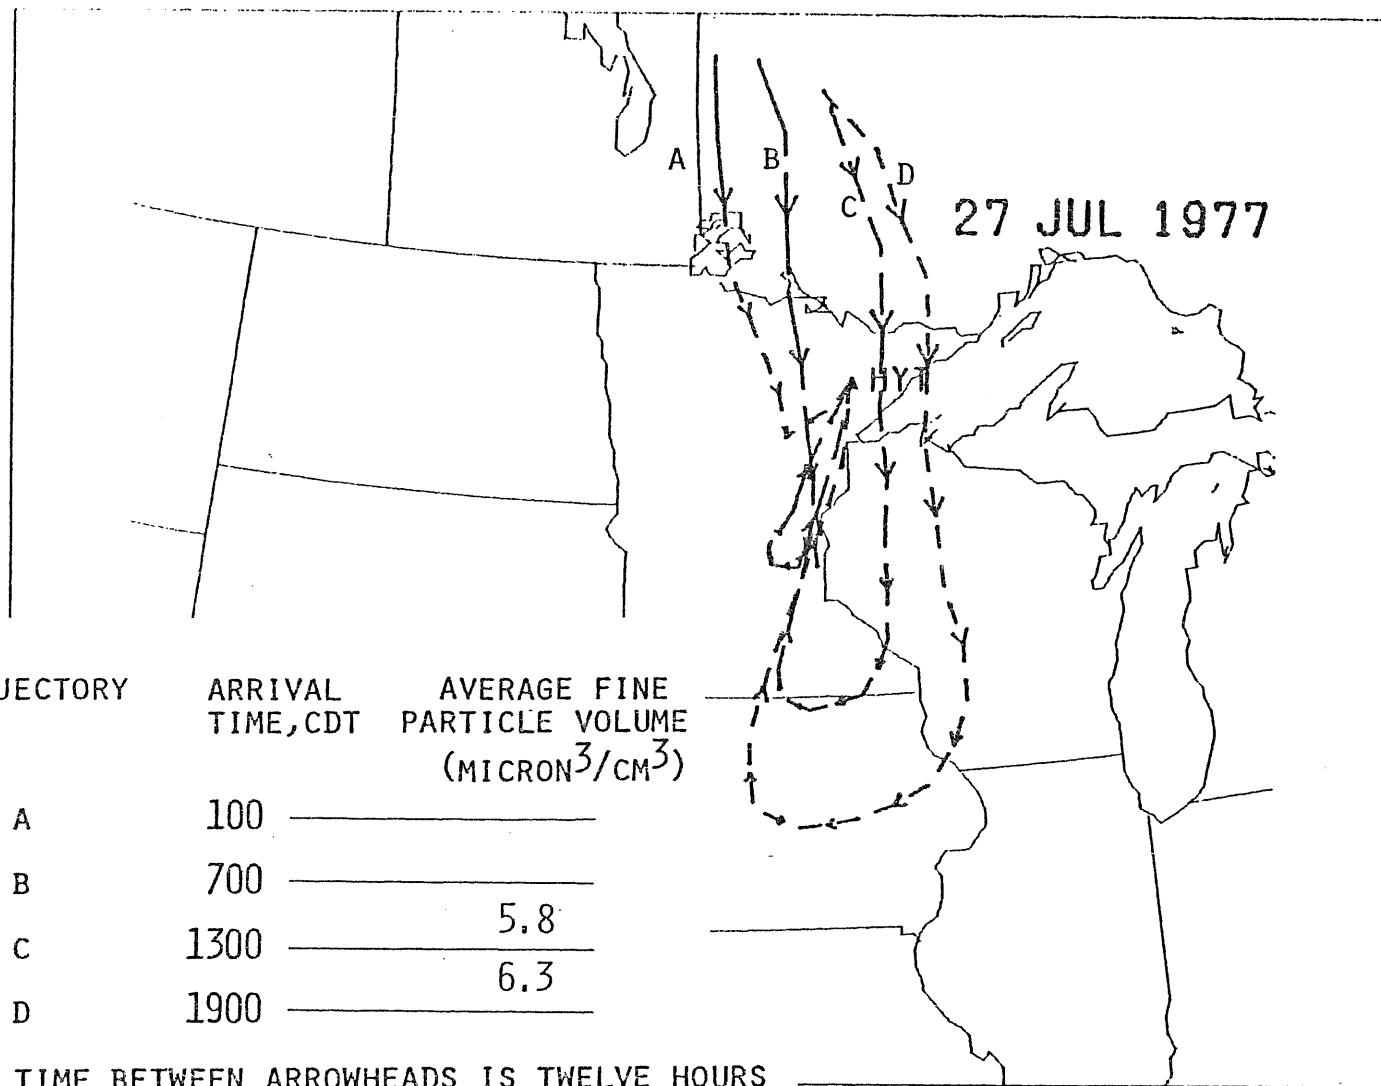 A
B
D
C
27 JUL 1977
HYT
JECTORY ARRIVAL AVERAGE FINE
TIME,CDT PARTICLE VOLUME
(MICRON³/CM³)
A 100
B 700
5.8
C 1300
6.3
D 1900
TIME BETWEEN ARROWHEADS IS TWELVE HOURS